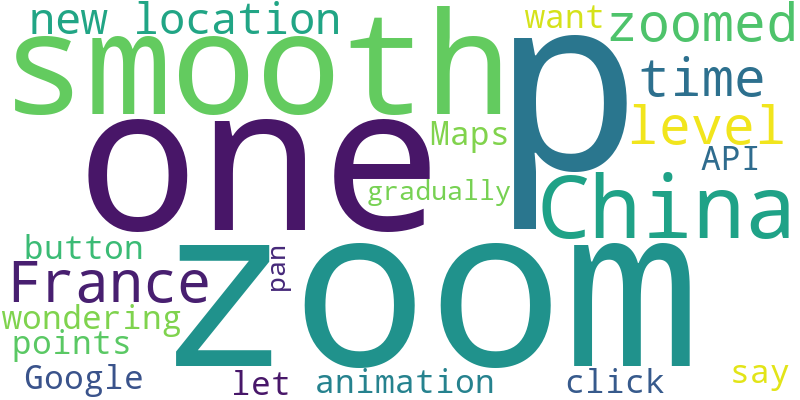 new location
want
zoomed
smooth
p
time
level
one
Maps
API
gradually
China
button
zoom
France
pan
wondering
points
Google
let
animation
click
say